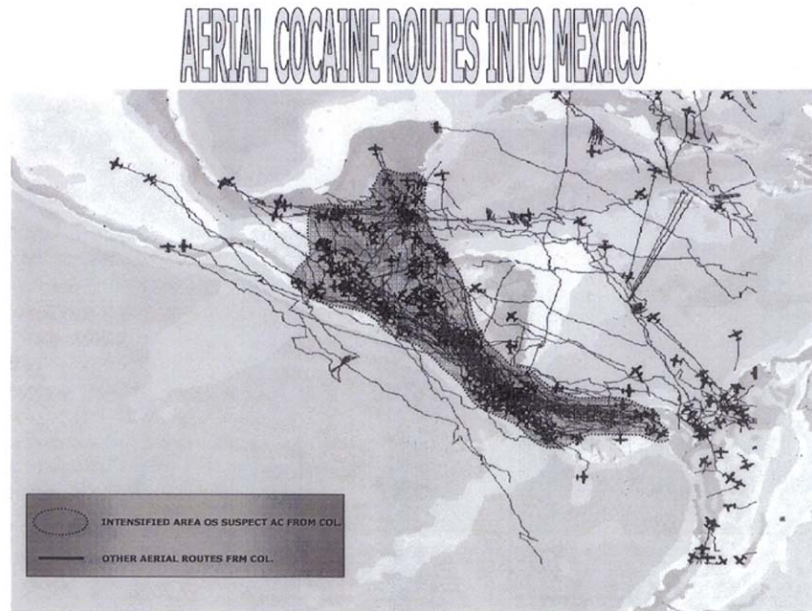 AERIAL COCAINE ROUTES INTO MEXICO
INTENSIFIED AREA OS SUSPECT AC FROM COL.
OTHER AERIAL ROUTES FRM COL.